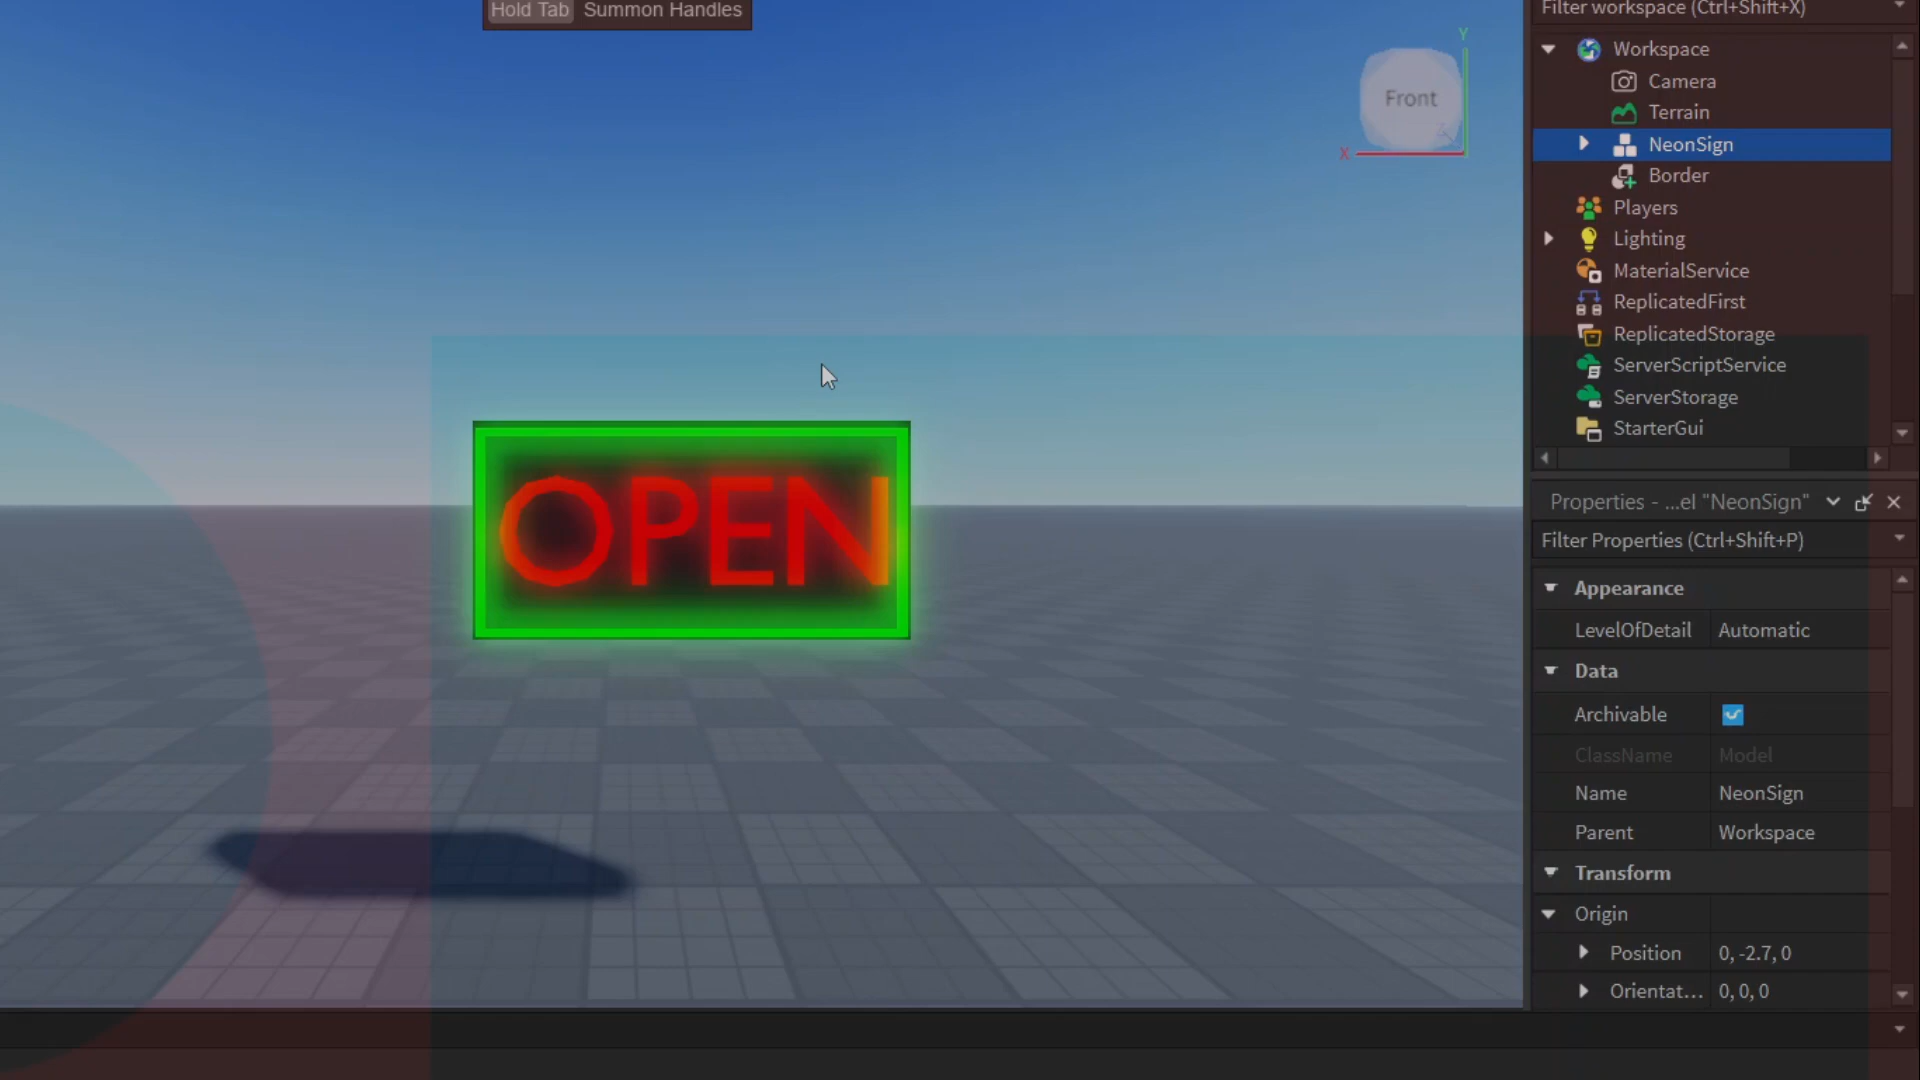 Hold Tab Summon Handles
Filter workspace (Ctrl+Shift+X)
Y
Front
X
Workspace
Camera
Terrain
NeonSign
Border
Players
Lighting
MaterialService
ReplicatedFirst
ReplicatedStorage
ServerScriptService
ServerStorage
StarterGui
OPEN
Properties - ...el "NeonSign"
Filter Properties (Ctrl+Shift+P)
Appearance
LevelOfDetail Automatic
Data
Archivable
ClassName Model
Name NeonSign
Parent Workspace
Transform
Origin
Position 0, -2.7, 0
Orientat... 0, 0, 0